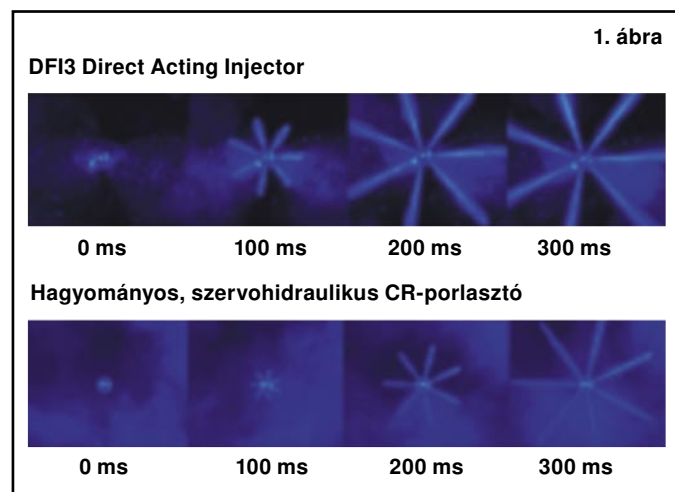 1. ábra
DFI3 Direct Acting Injector
0 ms 100 ms 200 ms 300 ms
Hagyományos, szervohidraulikus CR-porlasztó
0 ms 100 ms 200 ms 300 ms